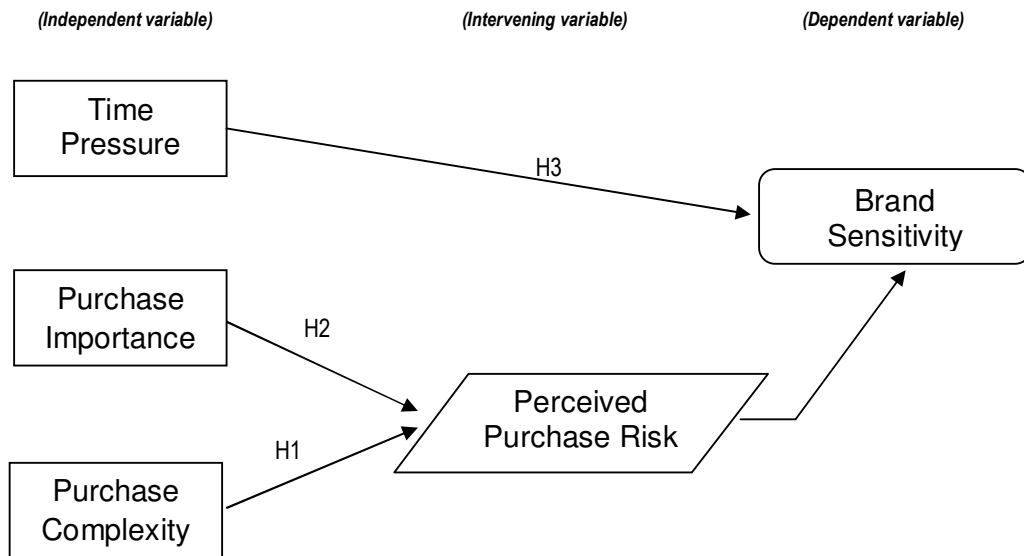 (Independent variable)
(Intervening variable)
(Dependent variable)
Time
Pressure
H3
Brand
Sensitivity
Purchase
Importance
H2
Perceived
Purchase Risk
H1
Purchase
Complexity